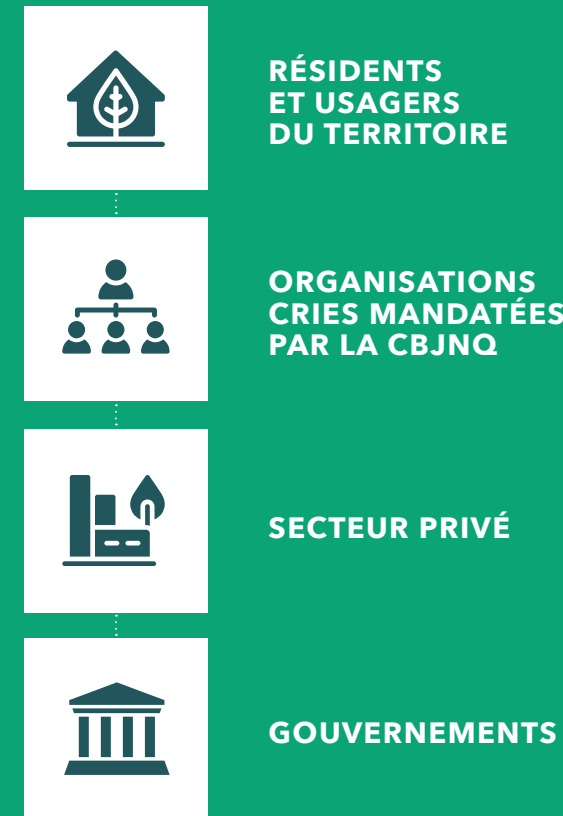 RÉSIDENTS
ET USAGERS
DU TERRITOIRE
ORGANISATIONS
CRIES MANDATÉES
PAR LA CBJNQ
SECTEUR PRIVÉ
GOUVERNEMENTS